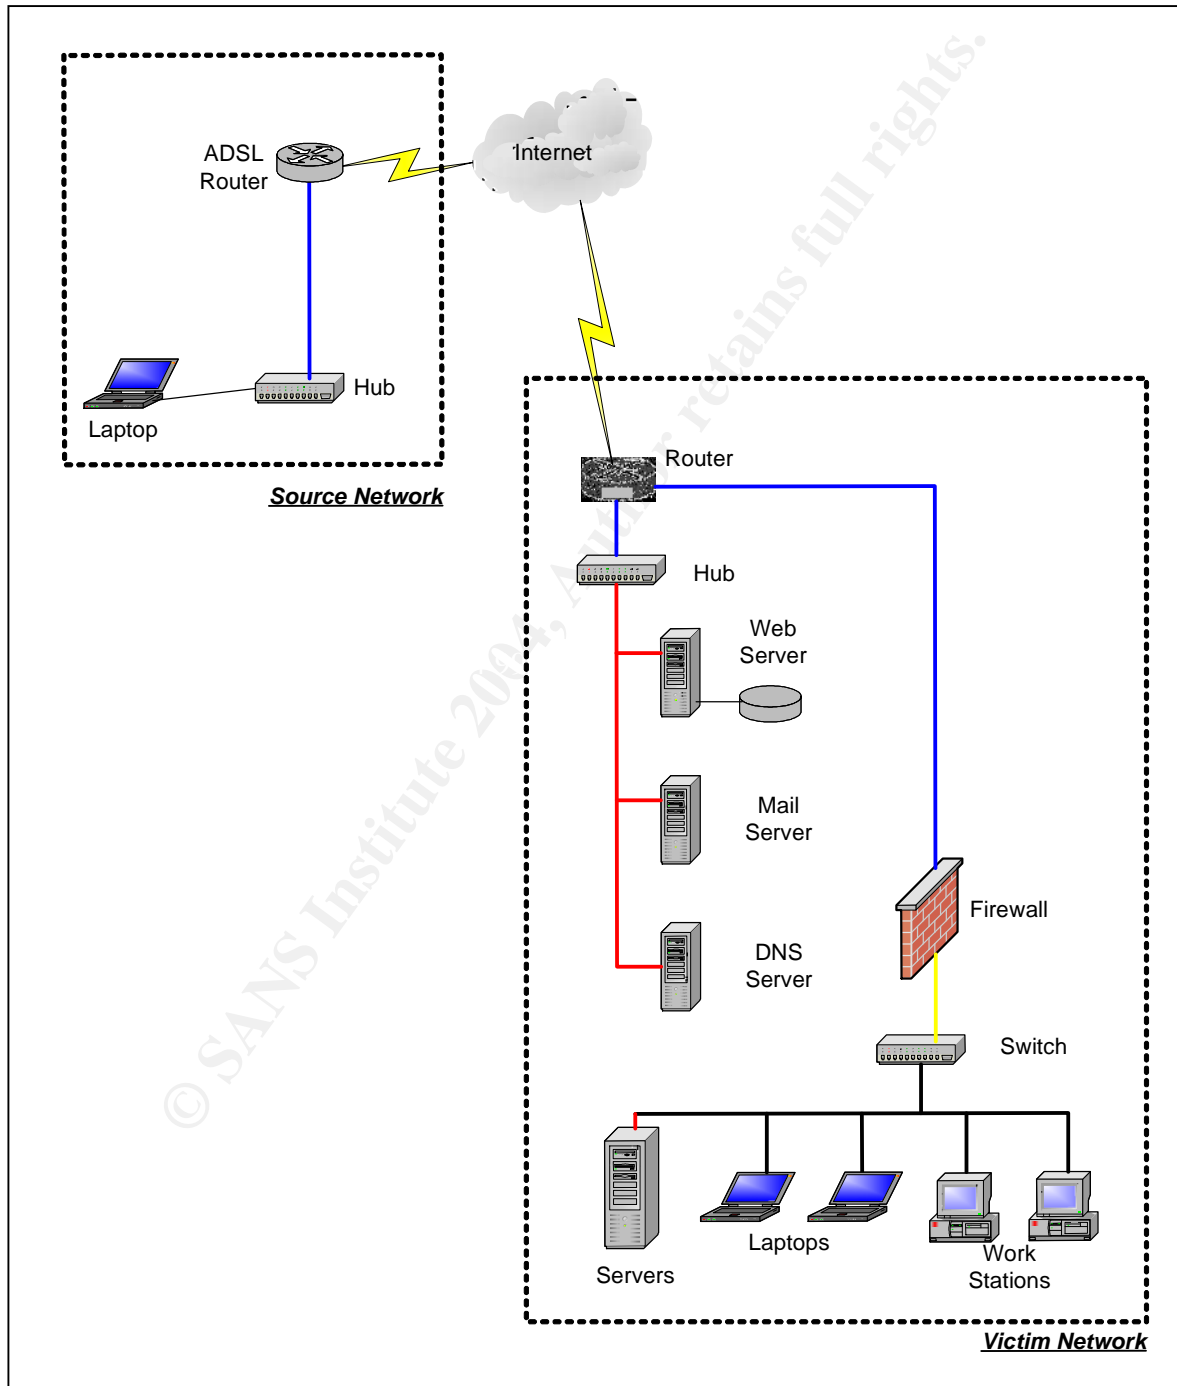 Internet
ADSL
Router
Hub
Laptop
Source Network
Router
Hub
Web
Server
Mail
Server
DNS
Server
Firewall
Switch
Servers
Laptops
Work
Stations
Victim Network
© SANS Institute 2004, Author retains full rights.